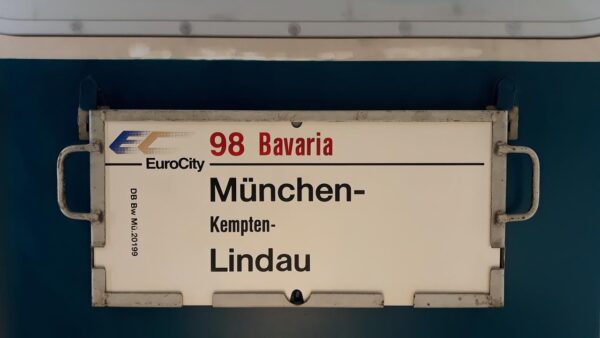 EC 98 Bavaria
EuroCity
München-
Kempten-
Lindau
DB Bw Mü.20199